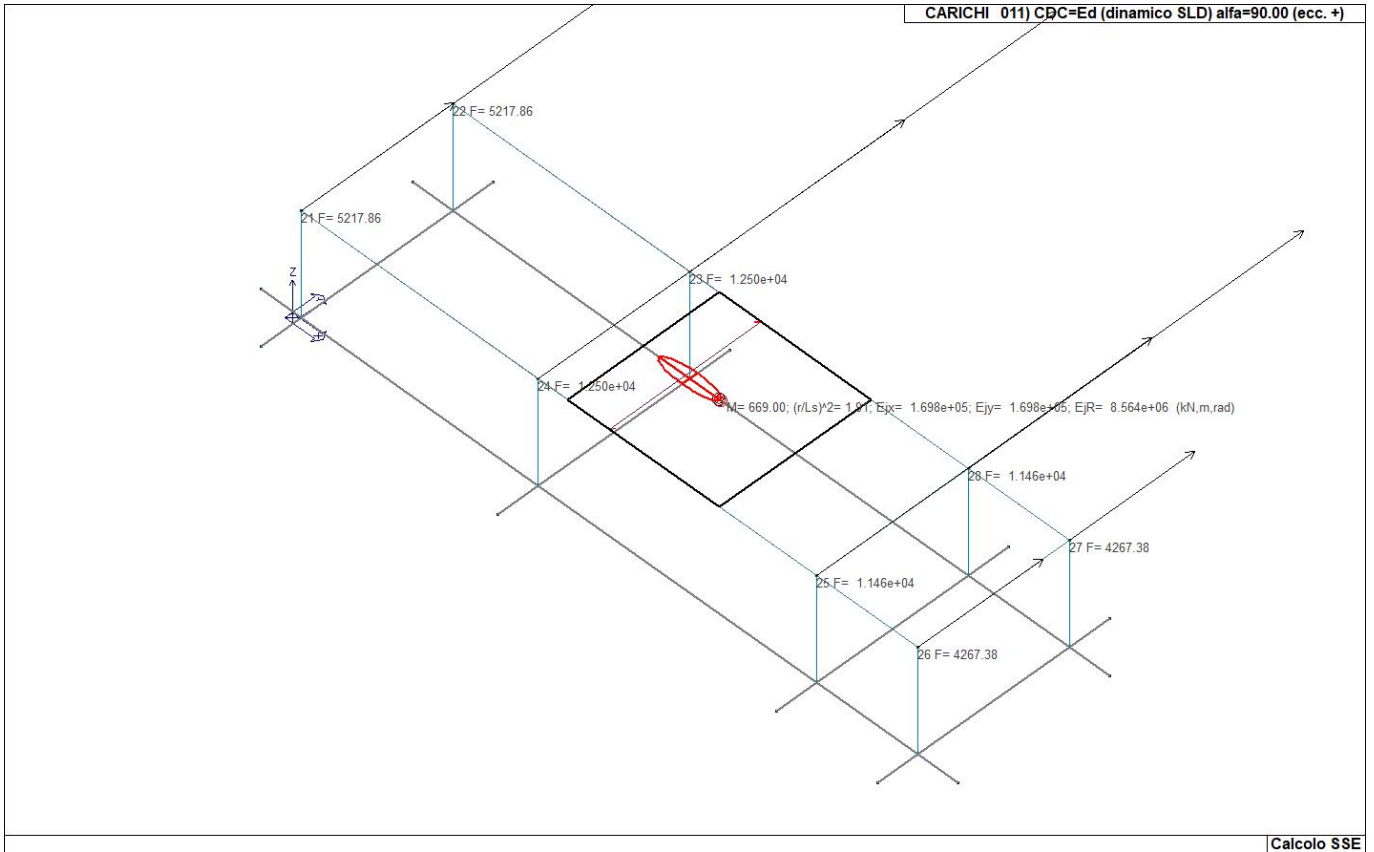 CARICHI 011) CDC=Ed (dinamico SLD) alfa=90.00 (ecc. +)
22 F= 5217.86
21 F= 5217.86
Z
23 F= 1.250e+04
24 F= 1.250e+04
M= 669.00; (r/Ls)^2= 1.91; Ejx= 1.698e+05; Ejy= 1.698e+05; EjR= 8.564e+06 (kN,m,rad)
28 F= 1.146e+04
27 F= 4267.38
25 F= 1.146e+04
26 F= 4267.38
Calcolo SSE